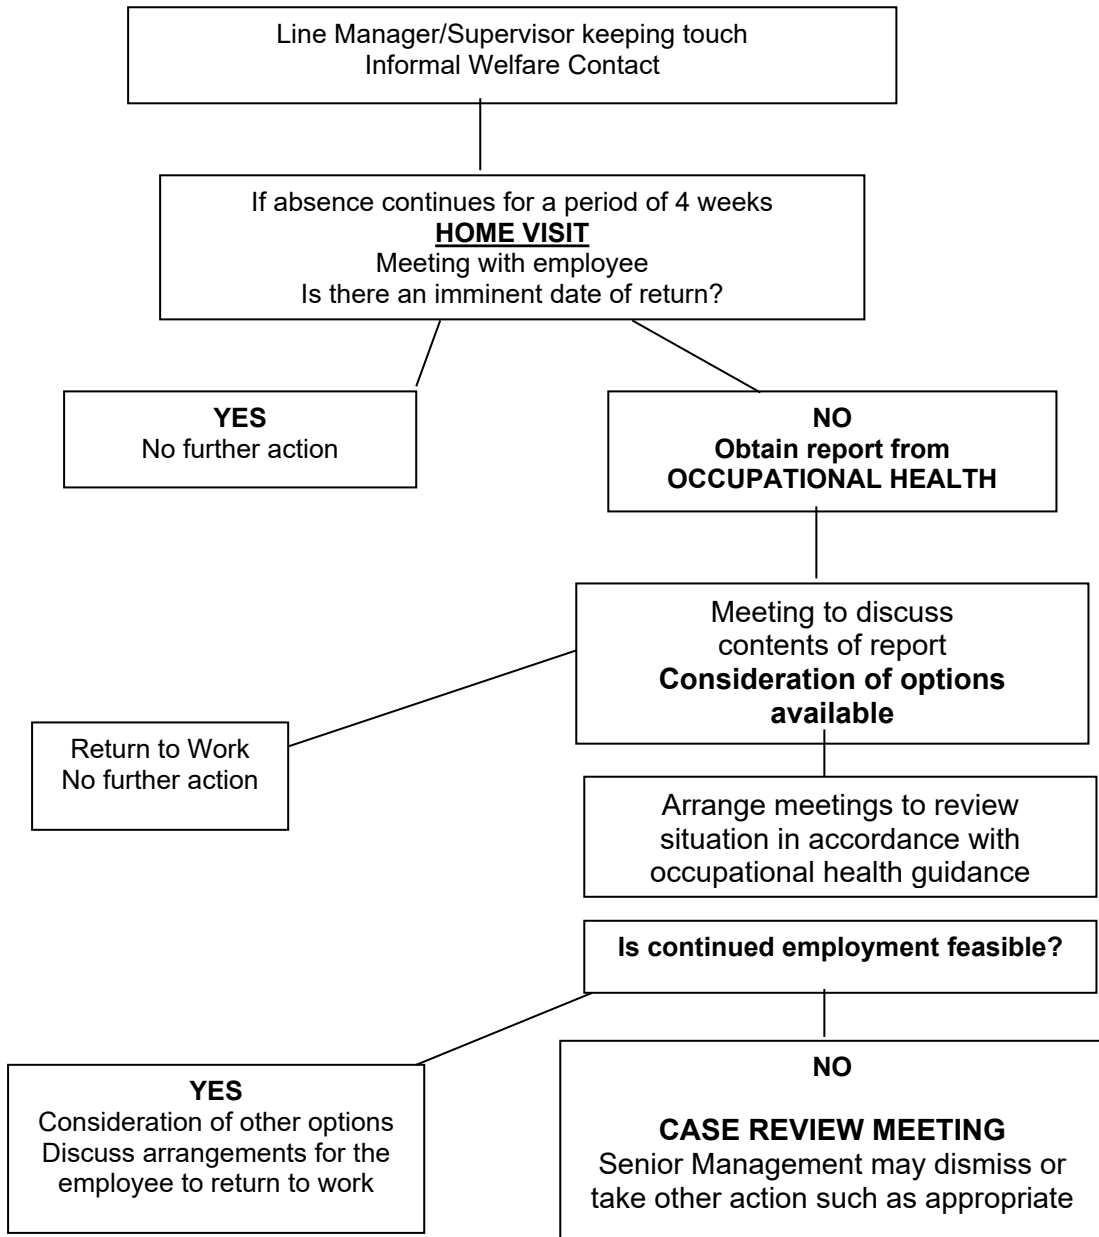 Line Manager/Supervisor keeping touch
Informal Welfare Contact
If absence continues for a period of 4 weeks
HOME VISIT
Meeting with employee
Is there an imminent date of return?
YES
No further action
NO
Obtain report from
OCCUPATIONAL HEALTH
Meeting to discuss
contents of report
Consideration of options
available
Return to Work
No further action
Arrange meetings to review
situation in accordance with
occupational health guidance
Is continued employment feasible?
YES
Consideration of other options
Discuss arrangements for the
employee to return to work
NO
CASE REVIEW MEETING
Senior Management may dismiss or
take other action such as appropriate